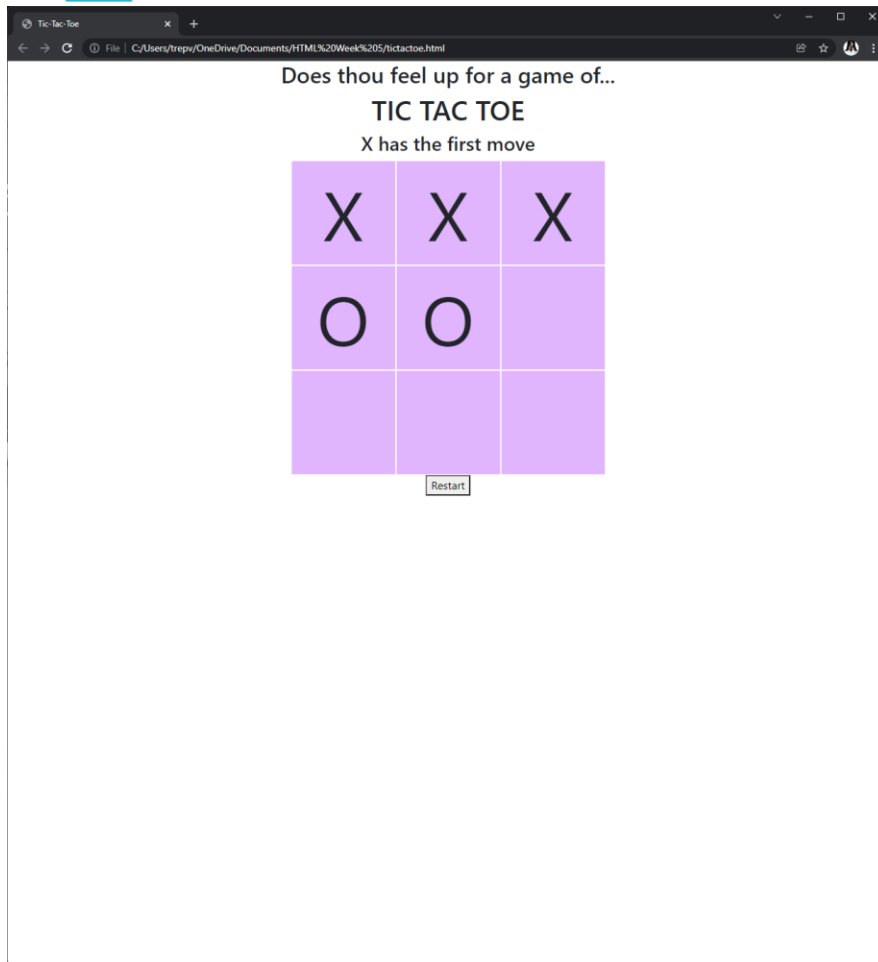 Tic-Tac-Toe
File C:/Users/trepv/OneDrive/Documents/HTML%20Week%205/tictactoe.html
Does thou feel up for a game of...
TIC TAC TOE
X has the first move
X X X
O O
Restart